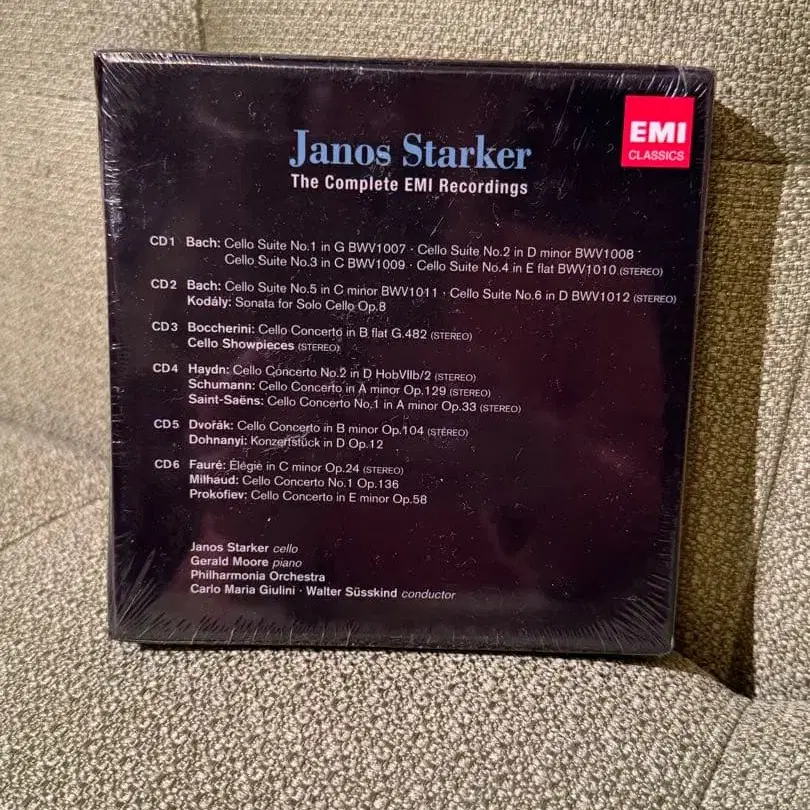 EMI
CLASSICS
Janos Starker
The Complete EMI Recordings
CD1 Bach: Cello Suite No.1 in G BWV1007 · Cello Suite No.2 in D minor BWV1008 ·
Cello Suite No.3 in C BWV1009 · Cello Suite No.4 in E flat BWV1010 (STEREO)
CD2 Bach: Cello Suite No.5 in C minor BWV1011 · Cello Suite No.6 in D BWV1012 (STEREO)
Kodály: Sonata for Solo Cello Op.8
CD3 Boccherini: Cello Concerto in B flat G.482 (STEREO)
Cello Showpieces (STEREO)
CD4 Haydn: Cello Concerto No.2 in D HobVIIb/2 (STEREO)
Schumann: Cello Concerto in A minor Op.129 (STEREO)
Saint-Saëns: Cello Concerto No.1 in A minor Op.33 (STEREO)
CD5 Dvořák: Cello Concerto in B minor Op.104 (STEREO)
Dohnanyi: Konzertstück in D Op.12
CD6 Fauré: Élégie in C minor Op.24 (STEREO)
Milhaud: Cello Concerto No.1 Op.136
Prokofiev: Cello Concerto in E minor Op.58
Janos Starker cello
Gerald Moore piano
Philharmonia Orchestra
Carlo Maria Giulini · Walter Süsskind conductor